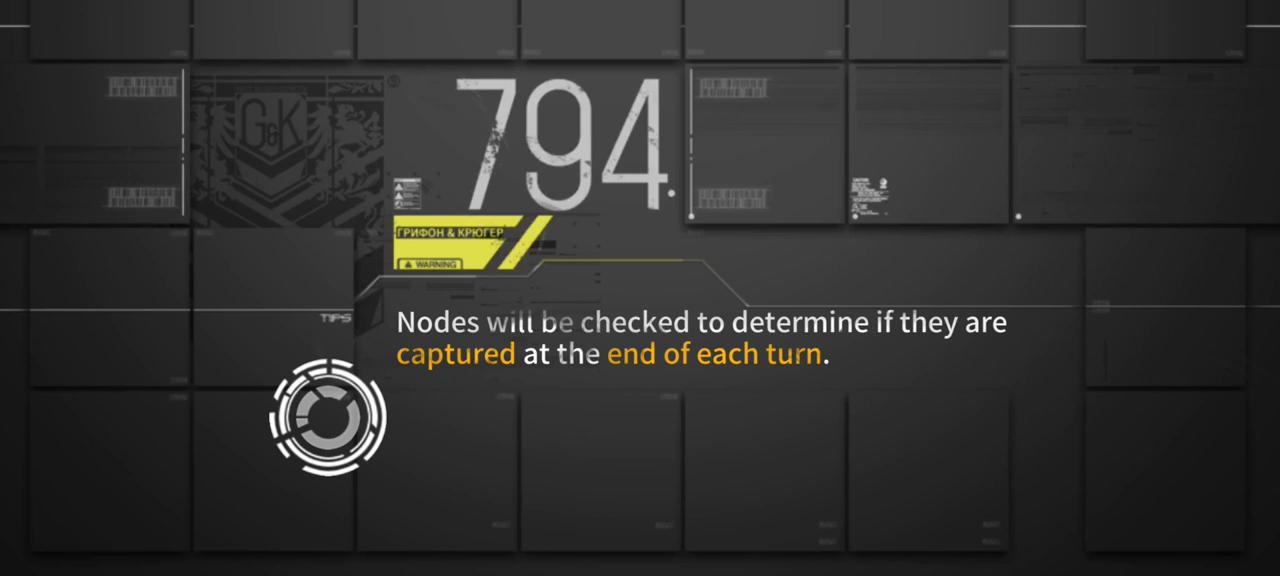 G&K
794.
ГРИФОН & КРЮГЕР
WARNING
TIPS
Nodes will be checked to determine if they are
captured at the end of each turn.